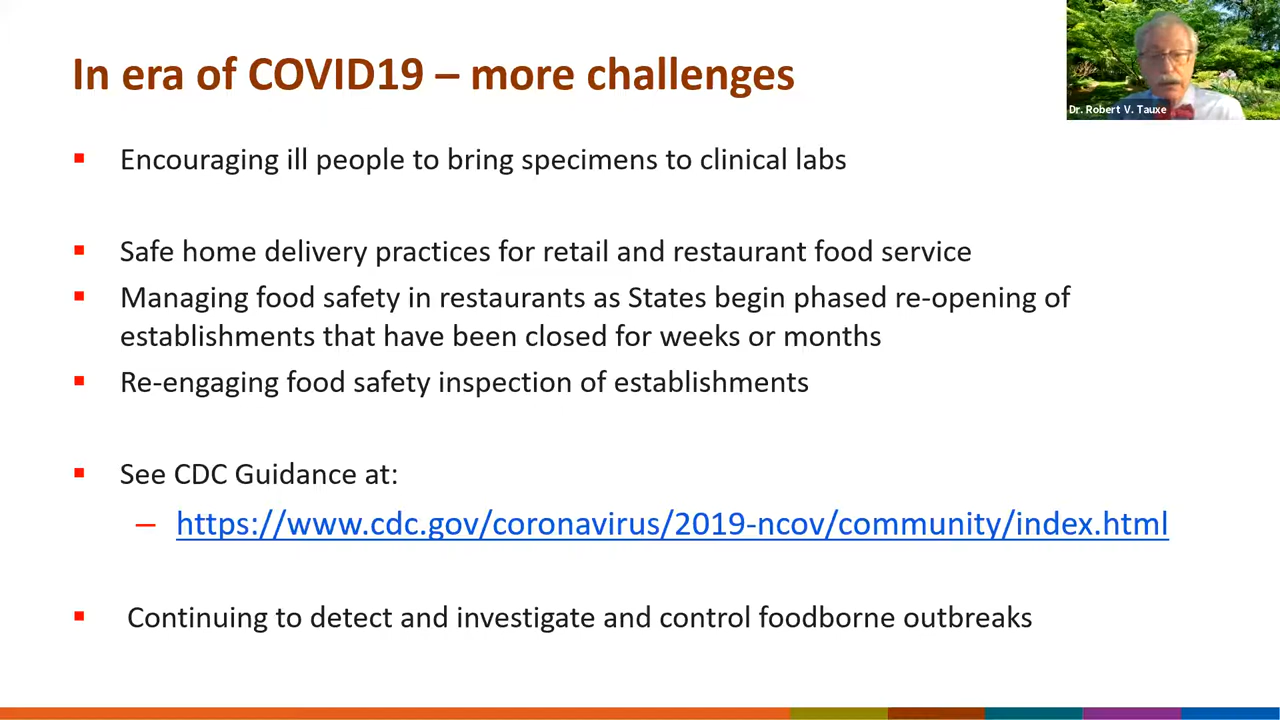 In era of COVID19 – more challenges
Dr. Robert V. Tauxe
▪ Encouraging ill people to bring specimens to clinical labs
▪ Safe home delivery practices for retail and restaurant food service
▪ Managing food safety in restaurants as States begin phased re-opening of
establishments that have been closed for weeks or months
▪ Re-engaging food safety inspection of establishments
▪ See CDC Guidance at:
– https://www.cdc.gov/coronavirus/2019-ncov/community/index.html
▪ Continuing to detect and investigate and control foodborne outbreaks